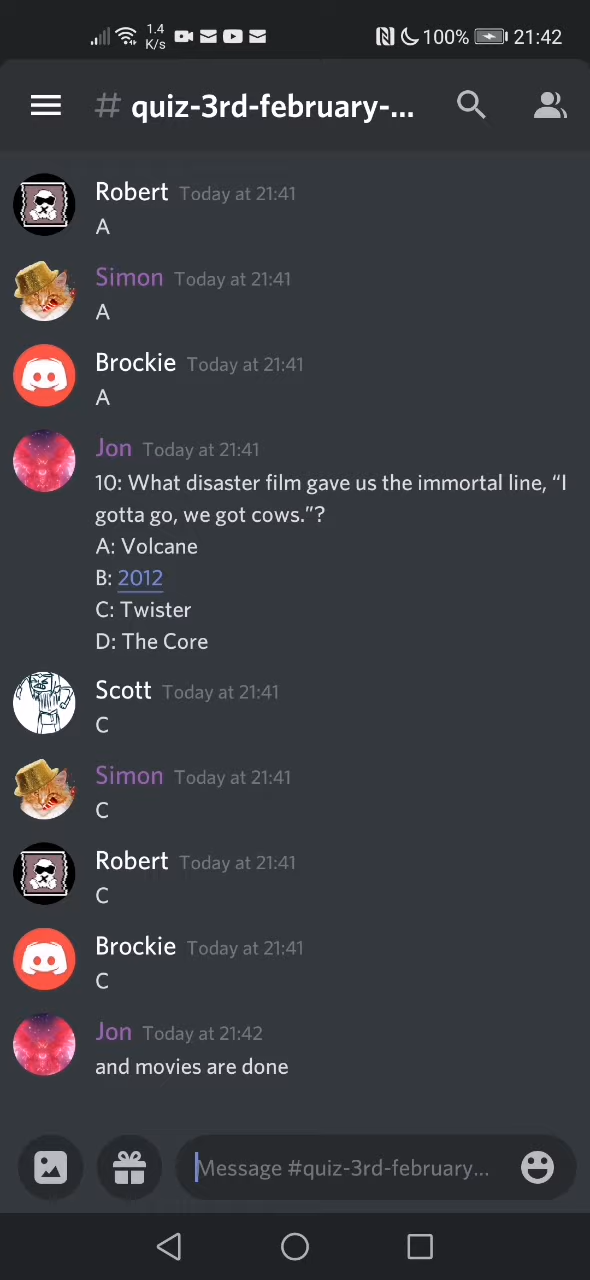 1.4 K/s 100% 21:42
# quiz-3rd-february-...
Robert Today at 21:41
A
Simon Today at 21:41
A
Brockie Today at 21:41
A
Jon Today at 21:41
10: What disaster film gave us the immortal line, “I
gotta go, we got cows.”?
A: Volcane
B: 2012
C: Twister
D: The Core
Scott Today at 21:41
C
Simon Today at 21:41
C
Robert Today at 21:41
C
Brockie Today at 21:41
C
Jon Today at 21:42
and movies are done
Message #quiz-3rd-february...